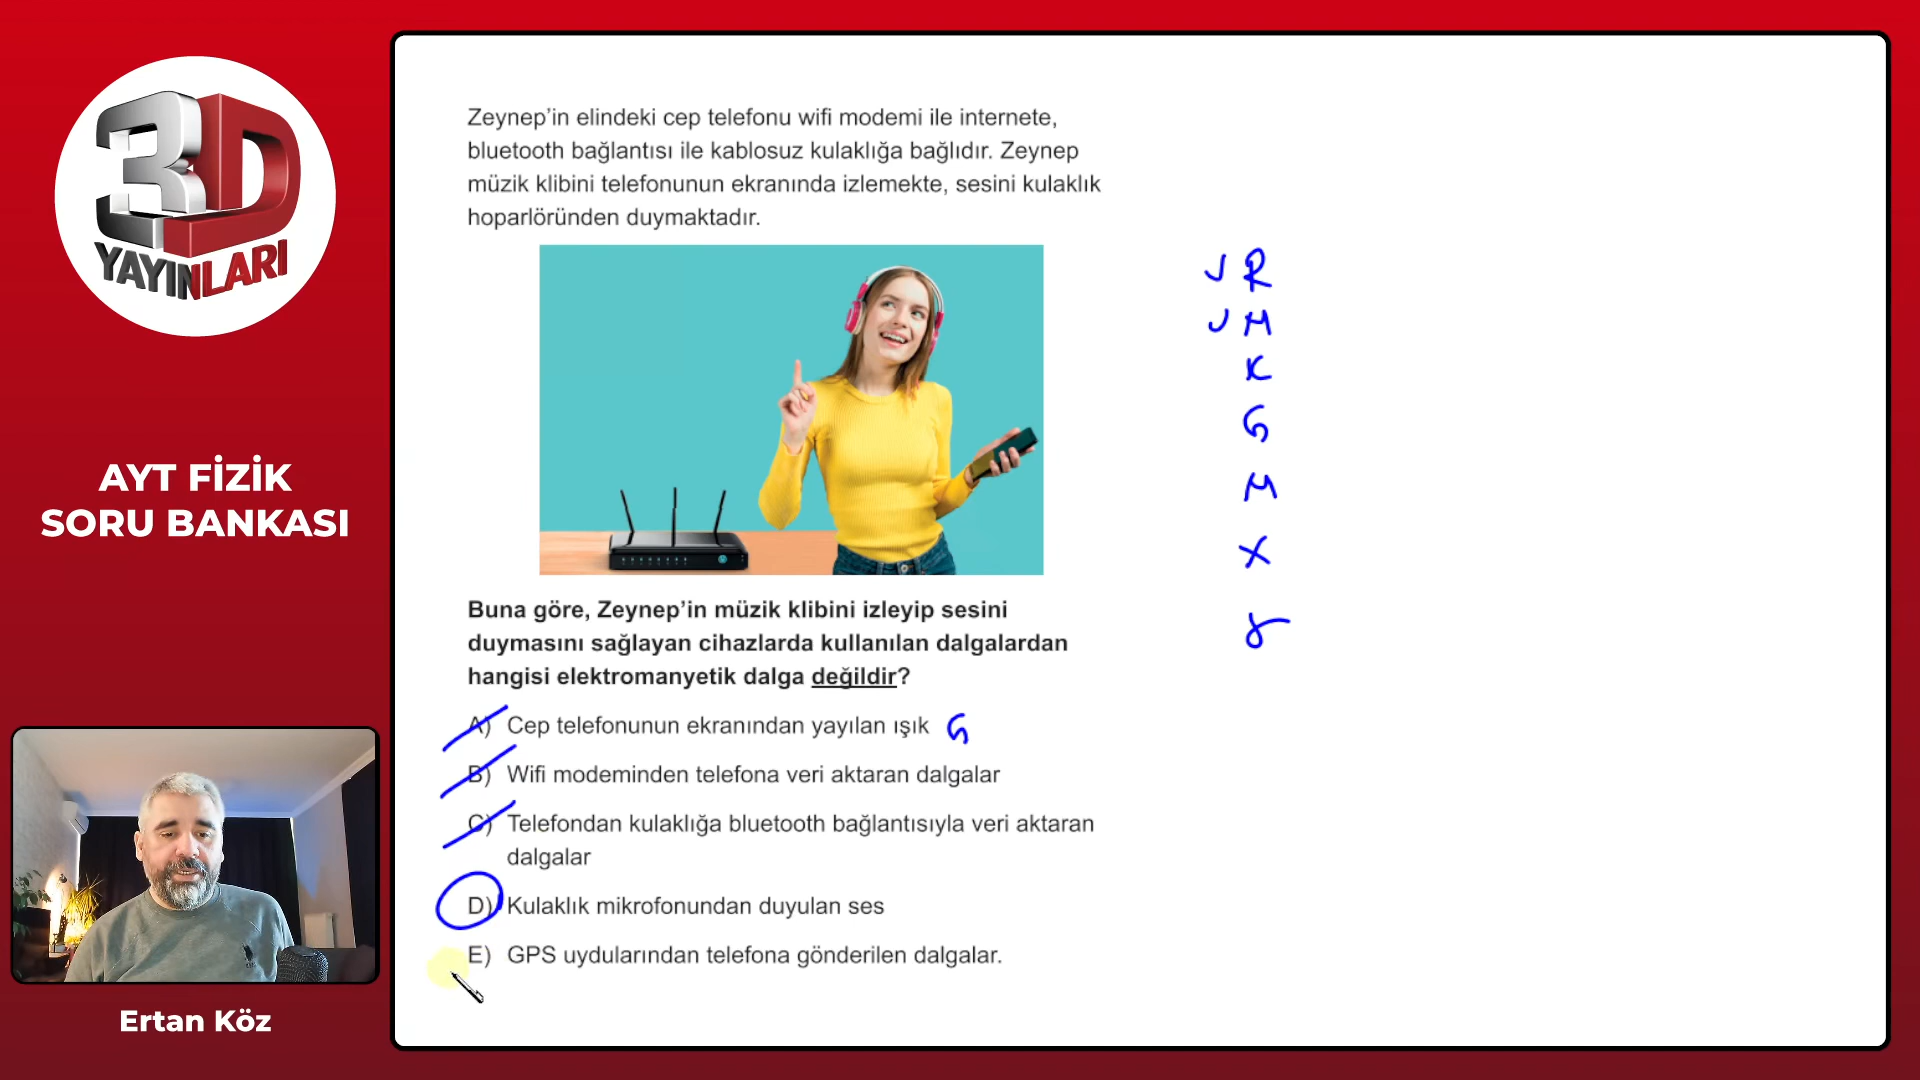 3D
YAYINLARI
AYT FİZİK
SORU BANKASI
Ertan Köz
Zeynep’in elindeki cep telefonu wifi modemi ile internete,
bluetooth bağlantısı ile kablosuz kulaklığa bağlıdır. Zeynep
müzik klibini telefonunun ekranında izlemekte, sesini kulaklık
hoparlöründen duymaktadır.
Buna göre, Zeynep’in müzik klibini izleyip sesini
duymasını sağlayan cihazlarda kullanılan dalgalardan
hangisi elektromanyetik dalga değildir?
A) Cep telefonunun ekranından yayılan ışık G
B) Wifi modeminden telefona veri aktaran dalgalar
C) Telefondan kulaklığa bluetooth bağlantısıyla veri aktaran
dalgalar
D) Kulaklık mikrofonundan duyulan ses
E) GPS uydularından telefona gönderilen dalgalar.
✓ R
✓ M
K
G
M
X
γ